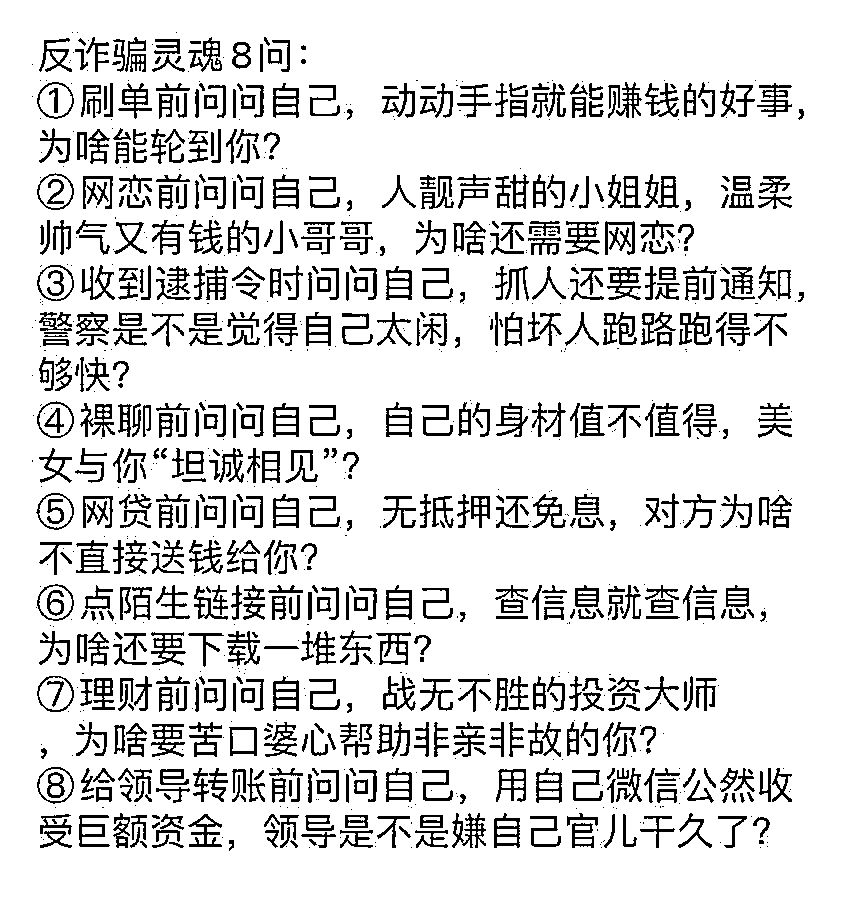 反诈骗灵魂8问：
①刷单前问问自己，动动手指就能赚钱的好事，
为啥能轮到你？
②网恋前问问自己，人靓声甜的小姐姐，温柔
帅气又有钱的小哥哥，为啥还需要网恋？
③收到逮捕令时问问自己，抓人还要提前通知，
警察是不是觉得自己太闲，怕坏人跑路跑得不
够快？
④裸聊前问问自己，自己的身材值不值得，美
女与你“坦诚相见”？
⑤网贷前问问自己，无抵押还免息，对方为啥
不直接送钱给你？
⑥点陌生链接前问问自己，查信息就查信息，
为啥还要下载一堆东西？
⑦理财前问问自己，战无不胜的投资大师
，为啥要苦口婆心帮助非亲非故的你？
⑧给领导转账前问问自己，用自己微信公然收
受巨额资金，领导是不是嫌自己官儿干久了？